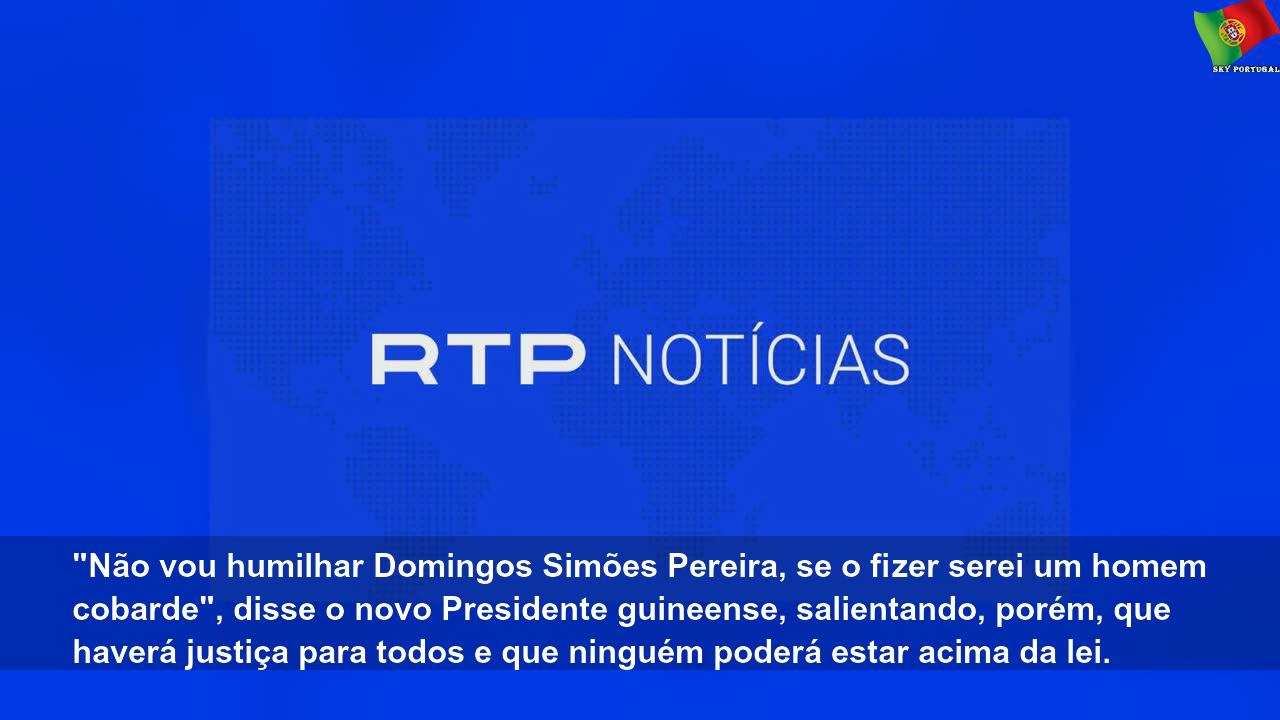 SKY PORTUGAL
RTP NOTÍCIAS
"Não vou humilhar Domingos Simões Pereira, se o fizer serei um homem
cobarde", disse o novo Presidente guineense, salientando, porém, que
haverá justiça para todos e que ninguém poderá estar acima da lei.